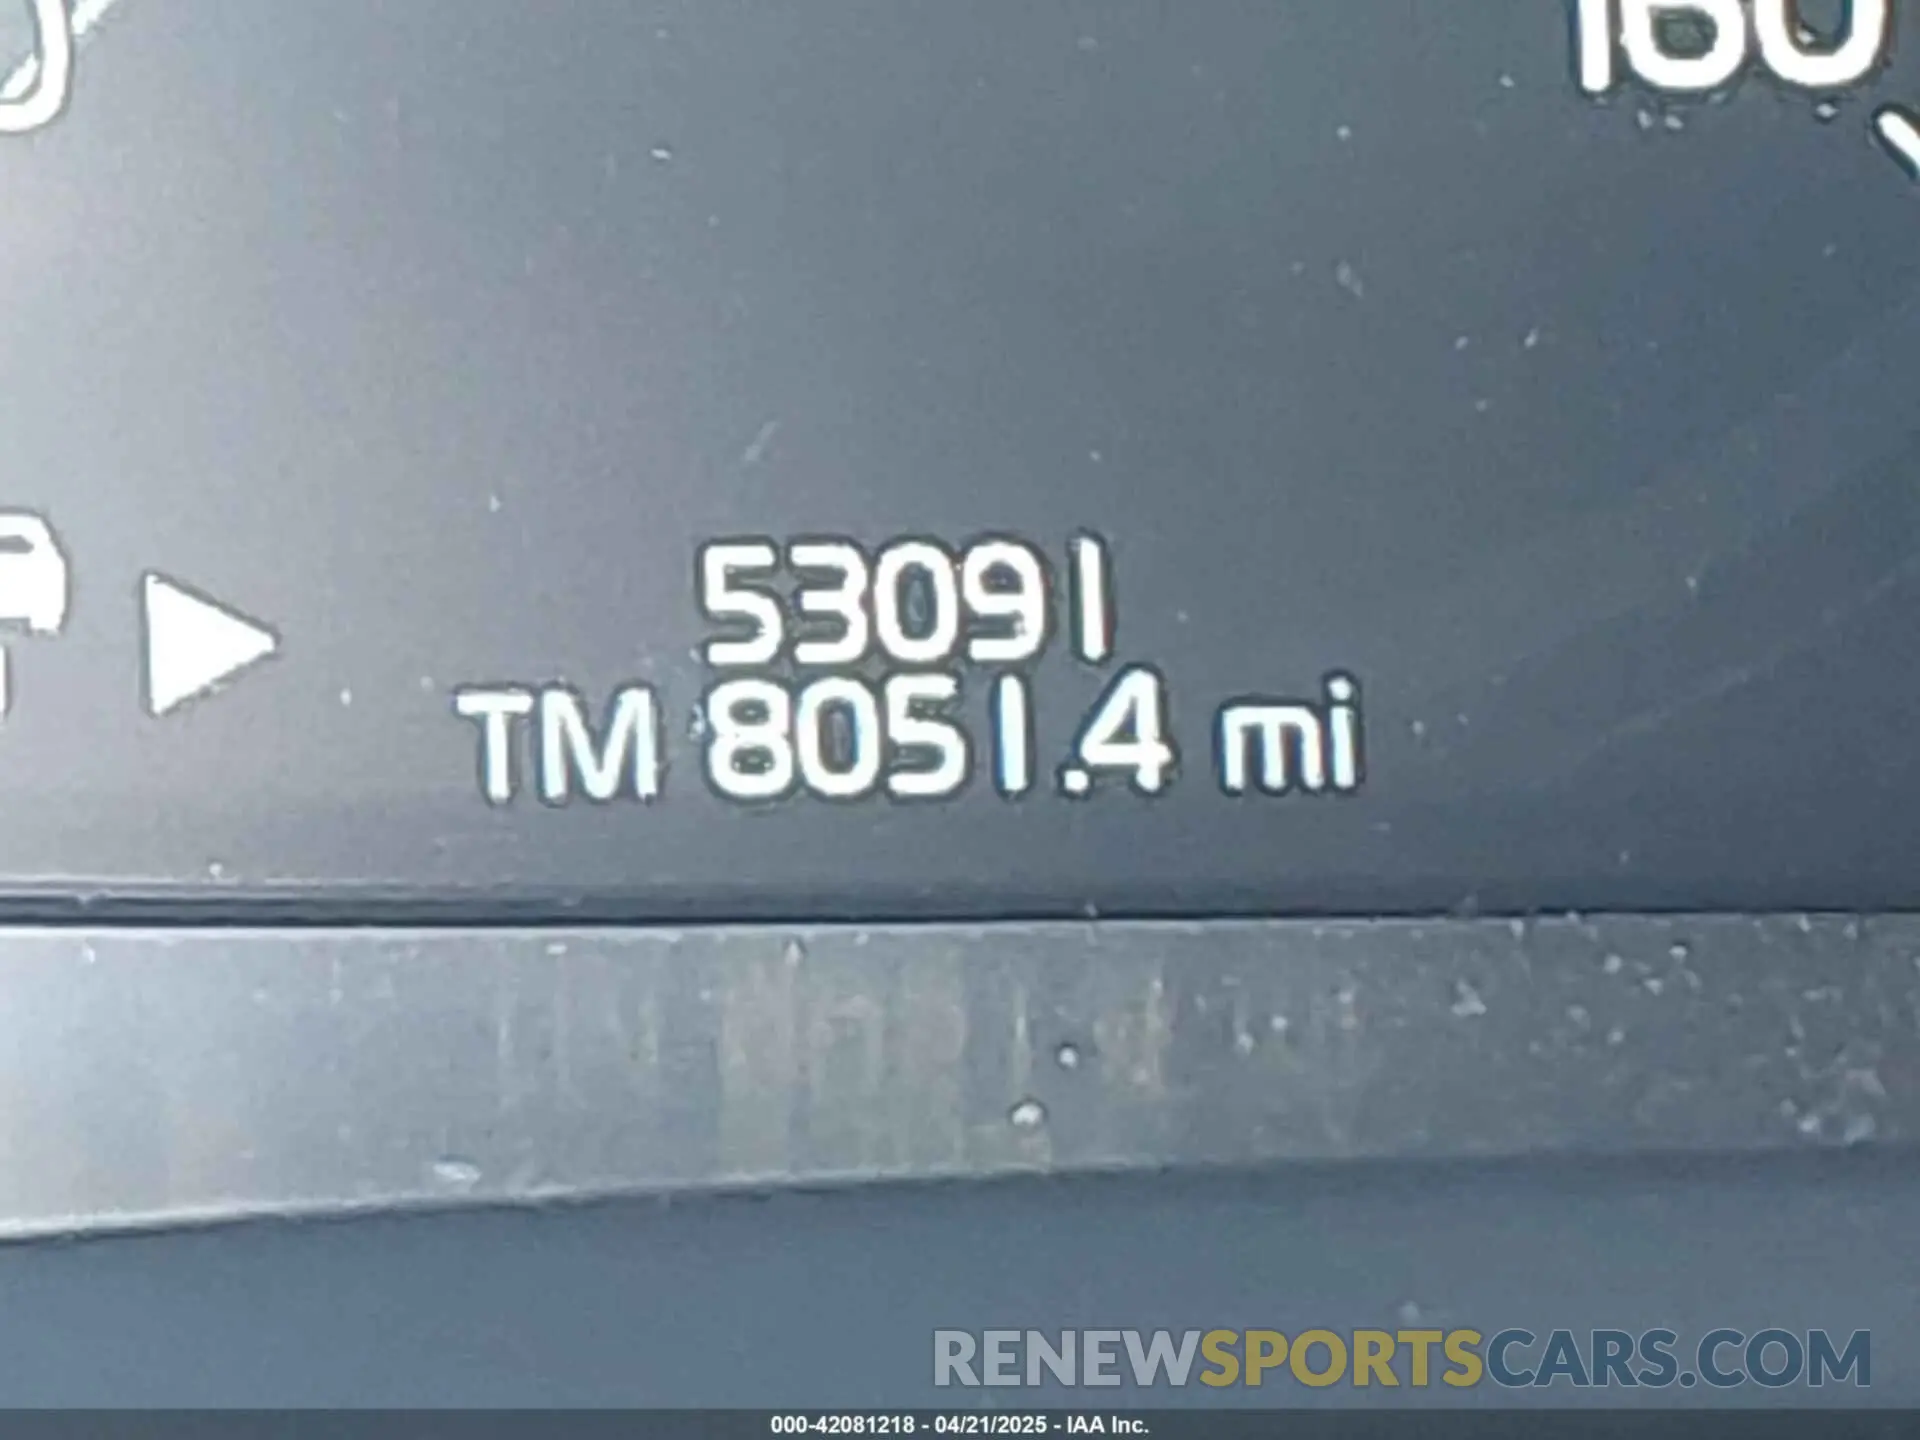 160
53091
TM 8051.4 mi
RENEWSPORTSCARS.COM
000-42081218 - 04/21/2025 - IAA Inc.